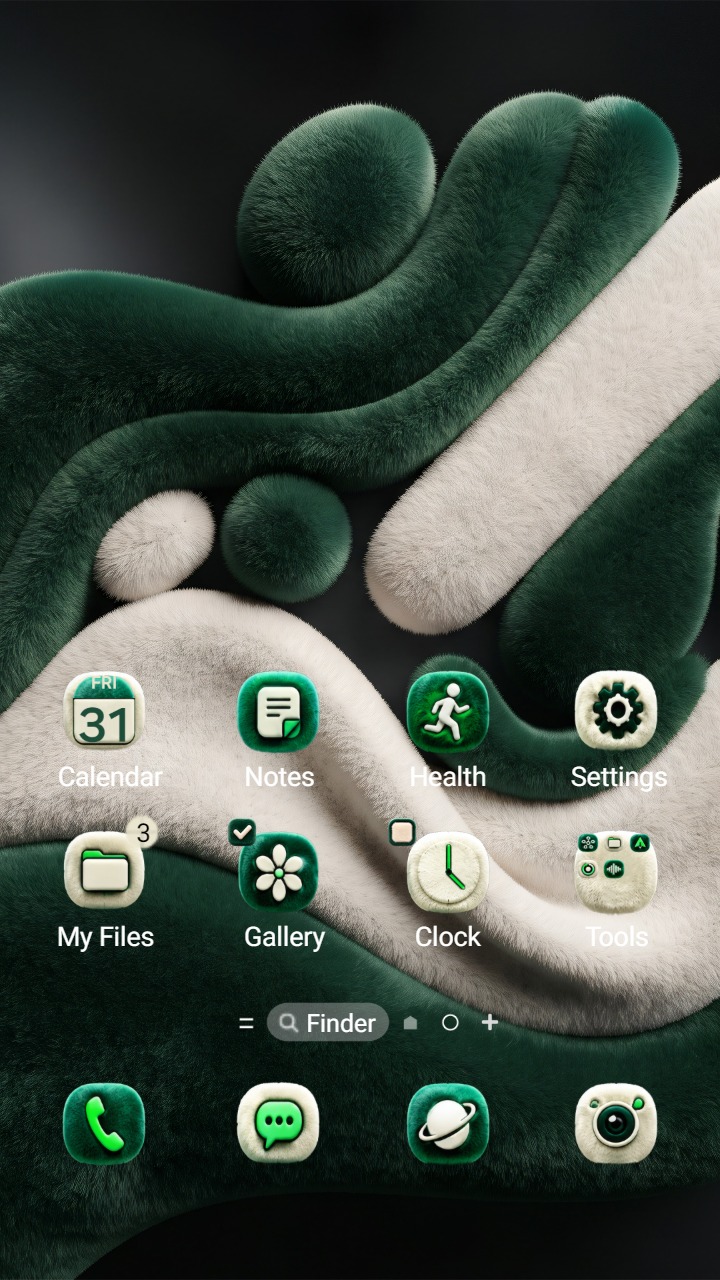 FRI
31
Calendar
Notes
Health
Settings
3
My Files
Gallery
Clock
Tools
Finder